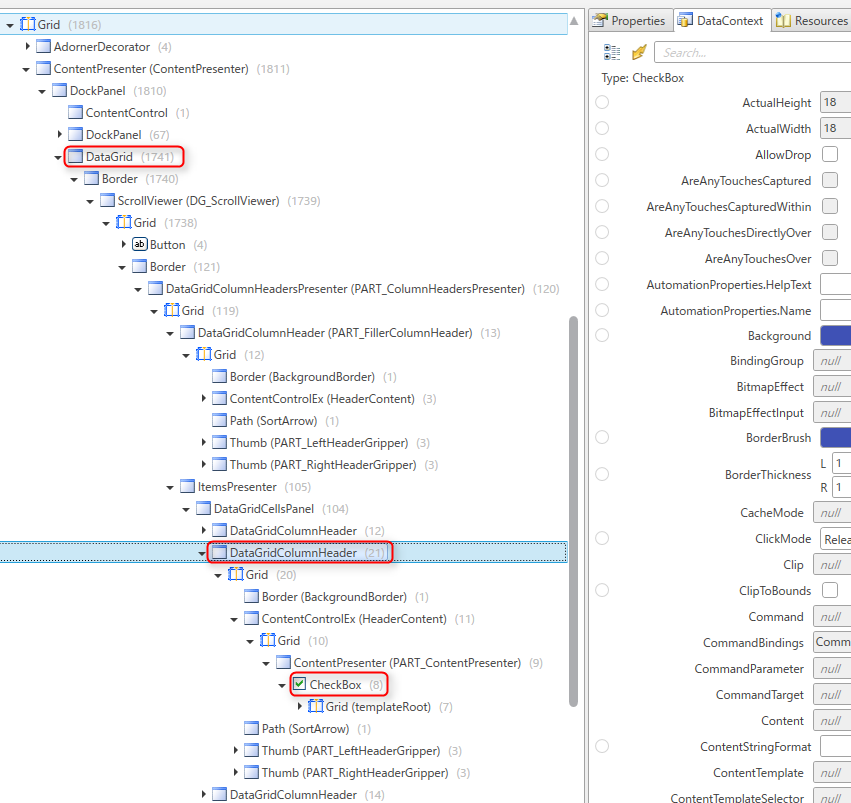 Grid (1816)
AdornerDecorator (4)
ContentPresenter (ContentPresenter) (1811)
DockPanel (1810)
ContentControl (1)
DockPanel (67)
DataGrid (1741)
Border (1740)
ScrollViewer (DG_ScrollViewer) (1739)
Grid (1738)
ab Button (4)
Border (121)
DataGridColumnHeadersPresenter (PART_ColumnHeadersPresenter) (120)
Grid (119)
DataGridColumnHeader (PART_FillerColumnHeader) (13)
Grid (12)
Border (BackgroundBorder) (1)
ContentControlEx (HeaderContent) (3)
Path (SortArrow) (1)
Thumb (PART_LeftHeaderGripper) (3)
Thumb (PART_RightHeaderGripper) (3)
ItemsPresenter (105)
DataGridCellsPanel (104)
DataGridColumnHeader (12)
DataGridColumnHeader (21)
Grid (20)
Border (BackgroundBorder) (1)
ContentControlEx (HeaderContent) (11)
Grid (10)
ContentPresenter (PART_ContentPresenter) (9)
CheckBox (8)
Grid (templateRoot) (7)
Path (SortArrow) (1)
Thumb (PART_LeftHeaderGripper) (3)
Thumb (PART_RightHeaderGripper) (3)
DataGridColumnHeader (14)
Properties DataContext Resources
Search...
Type: CheckBox
ActualHeight 18
ActualWidth 18
AllowDrop
AreAnyTouchesCaptured
AreAnyTouchesCapturedWithin
AreAnyTouchesDirectlyOver
AreAnyTouchesOver
AutomationProperties.HelpText
AutomationProperties.Name
Background
BindingGroup null
BitmapEffect null
BitmapEffectInput null
BorderBrush
BorderThickness L 1
R 1
CacheMode null
ClickMode Relea
Clip null
ClipToBounds
Command null
CommandBindings Comm
CommandParameter null
CommandTarget null
Content null
ContentStringFormat
ContentTemplate null
ContentTemplateSelector null